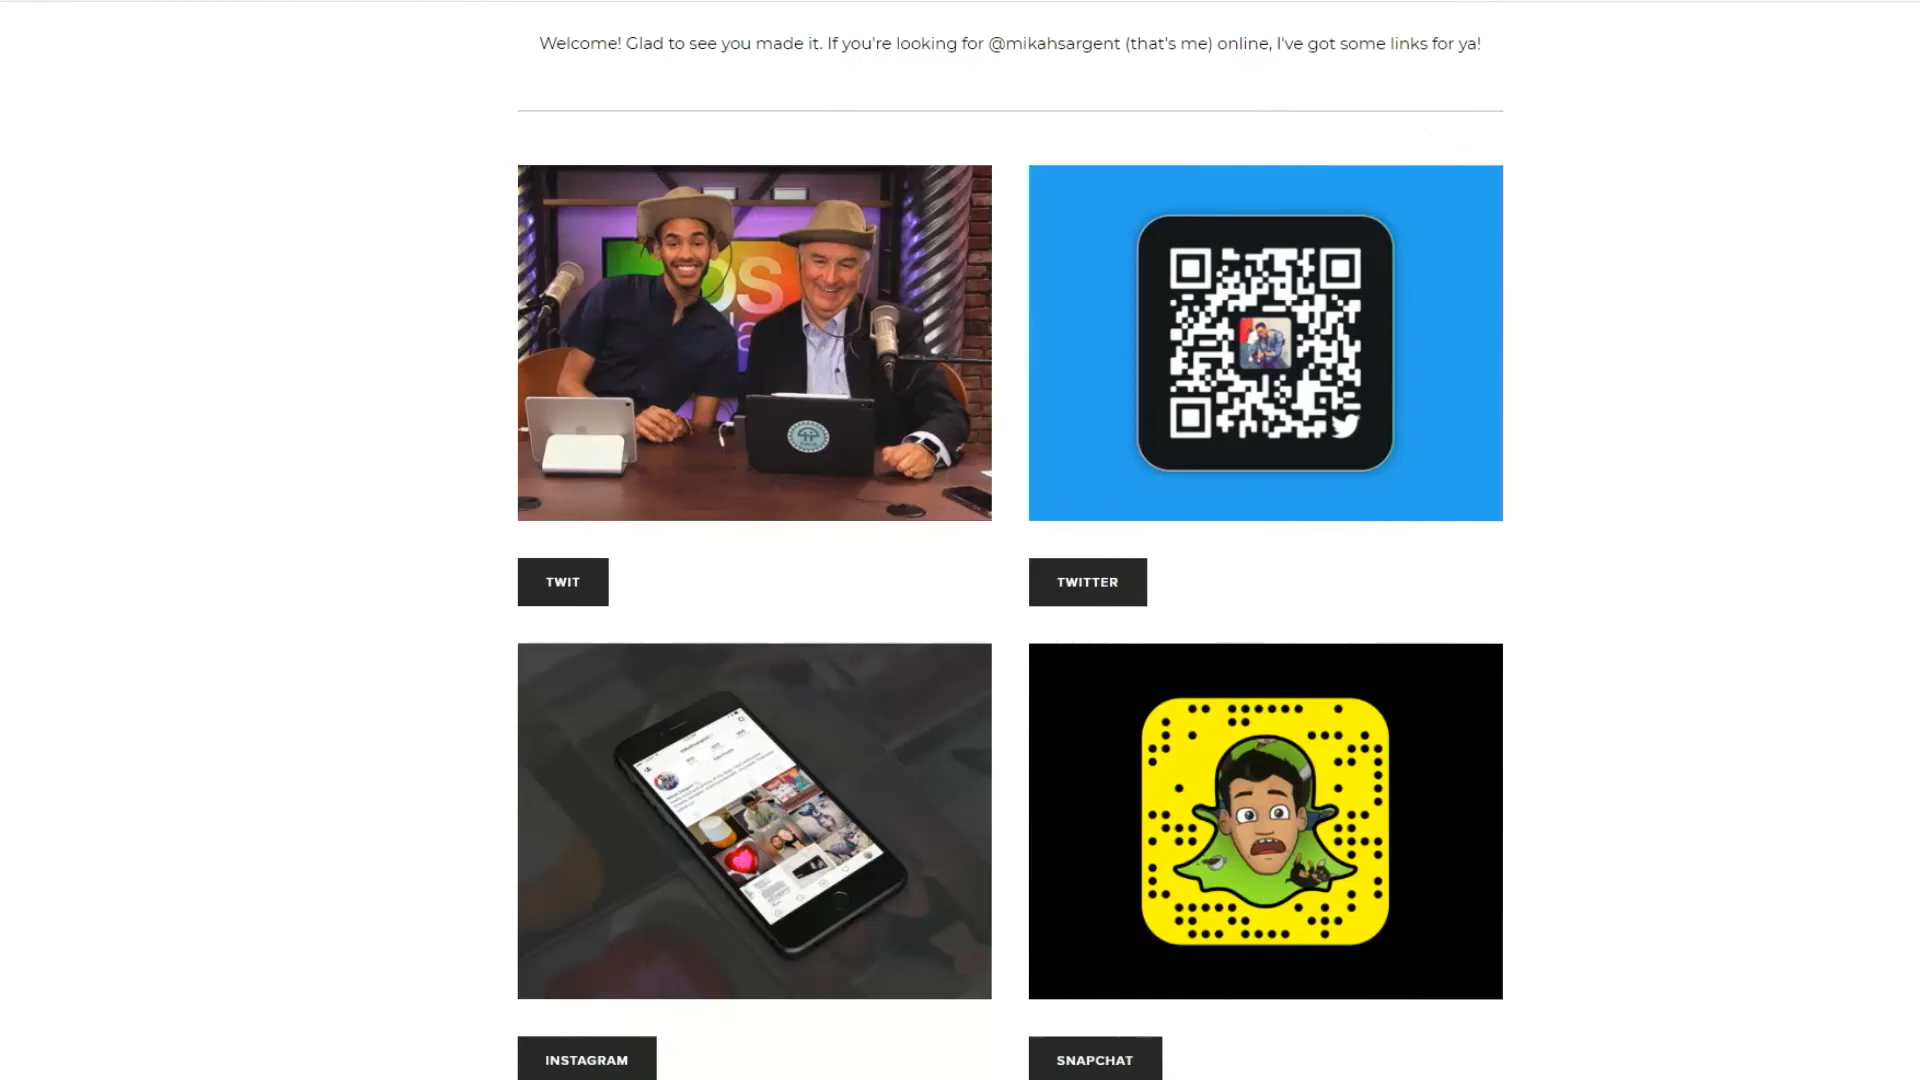 Welcome! Glad to see you made it. If you're looking for @mikahsargent (that's me) online, I've got some links for ya!
TWIT
TWITTER
INSTAGRAM
SNAPCHAT